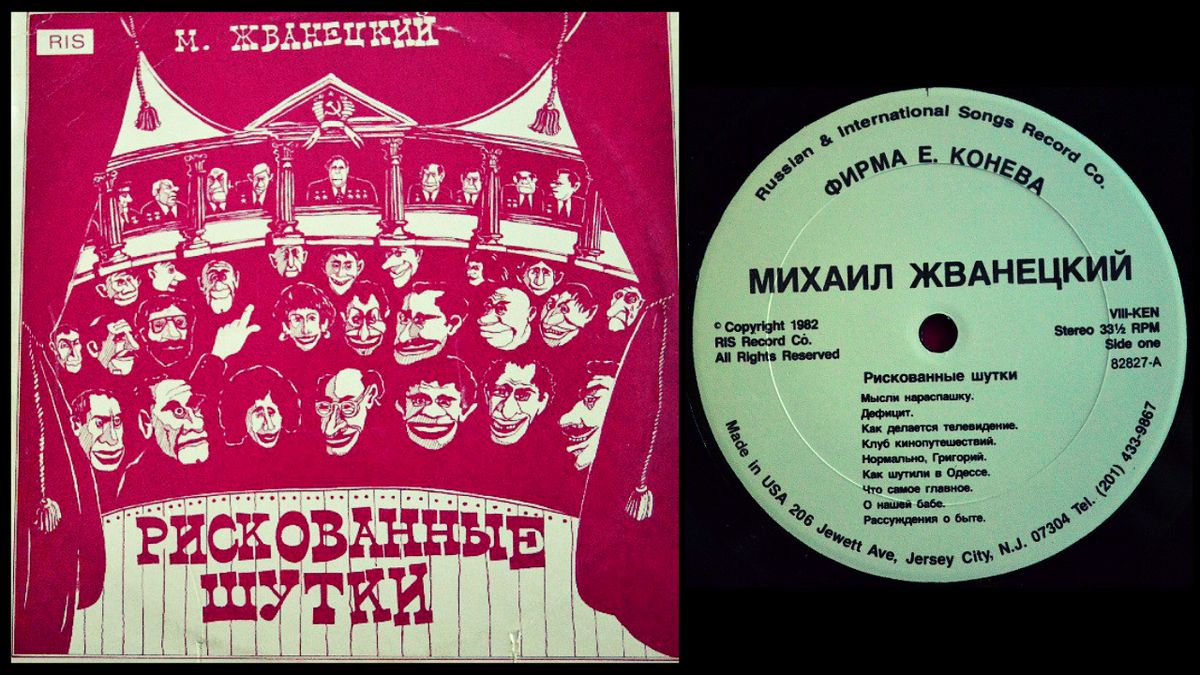 RIS
М. ЖВАНЕЦКИЙ
РИСКОВАННЫЕ
ШУТКИ
Russian & International Songs Record Co.
ФИРМА Е. КОНЕВА
МИХАИЛ ЖВАНЕЦКИЙ
© Copyright 1982
RIS Record Co.
All Rights Reserved
VIII-KEN
Stereo 33½ RPM
Side one
82827-A
Рискованные шутки
Мысли нараспашку.
Дефицит.
Как делается телевидение.
Клуб кинопутешествий.
Нормально, Григорий.
Как шутили в Одессе.
Что самое главное.
О нашей бабе.
Рассуждения о быте.
Made in USA 206 Jewett Ave, Jersey City, N.J. 07304 Tel. (201) 433-9867